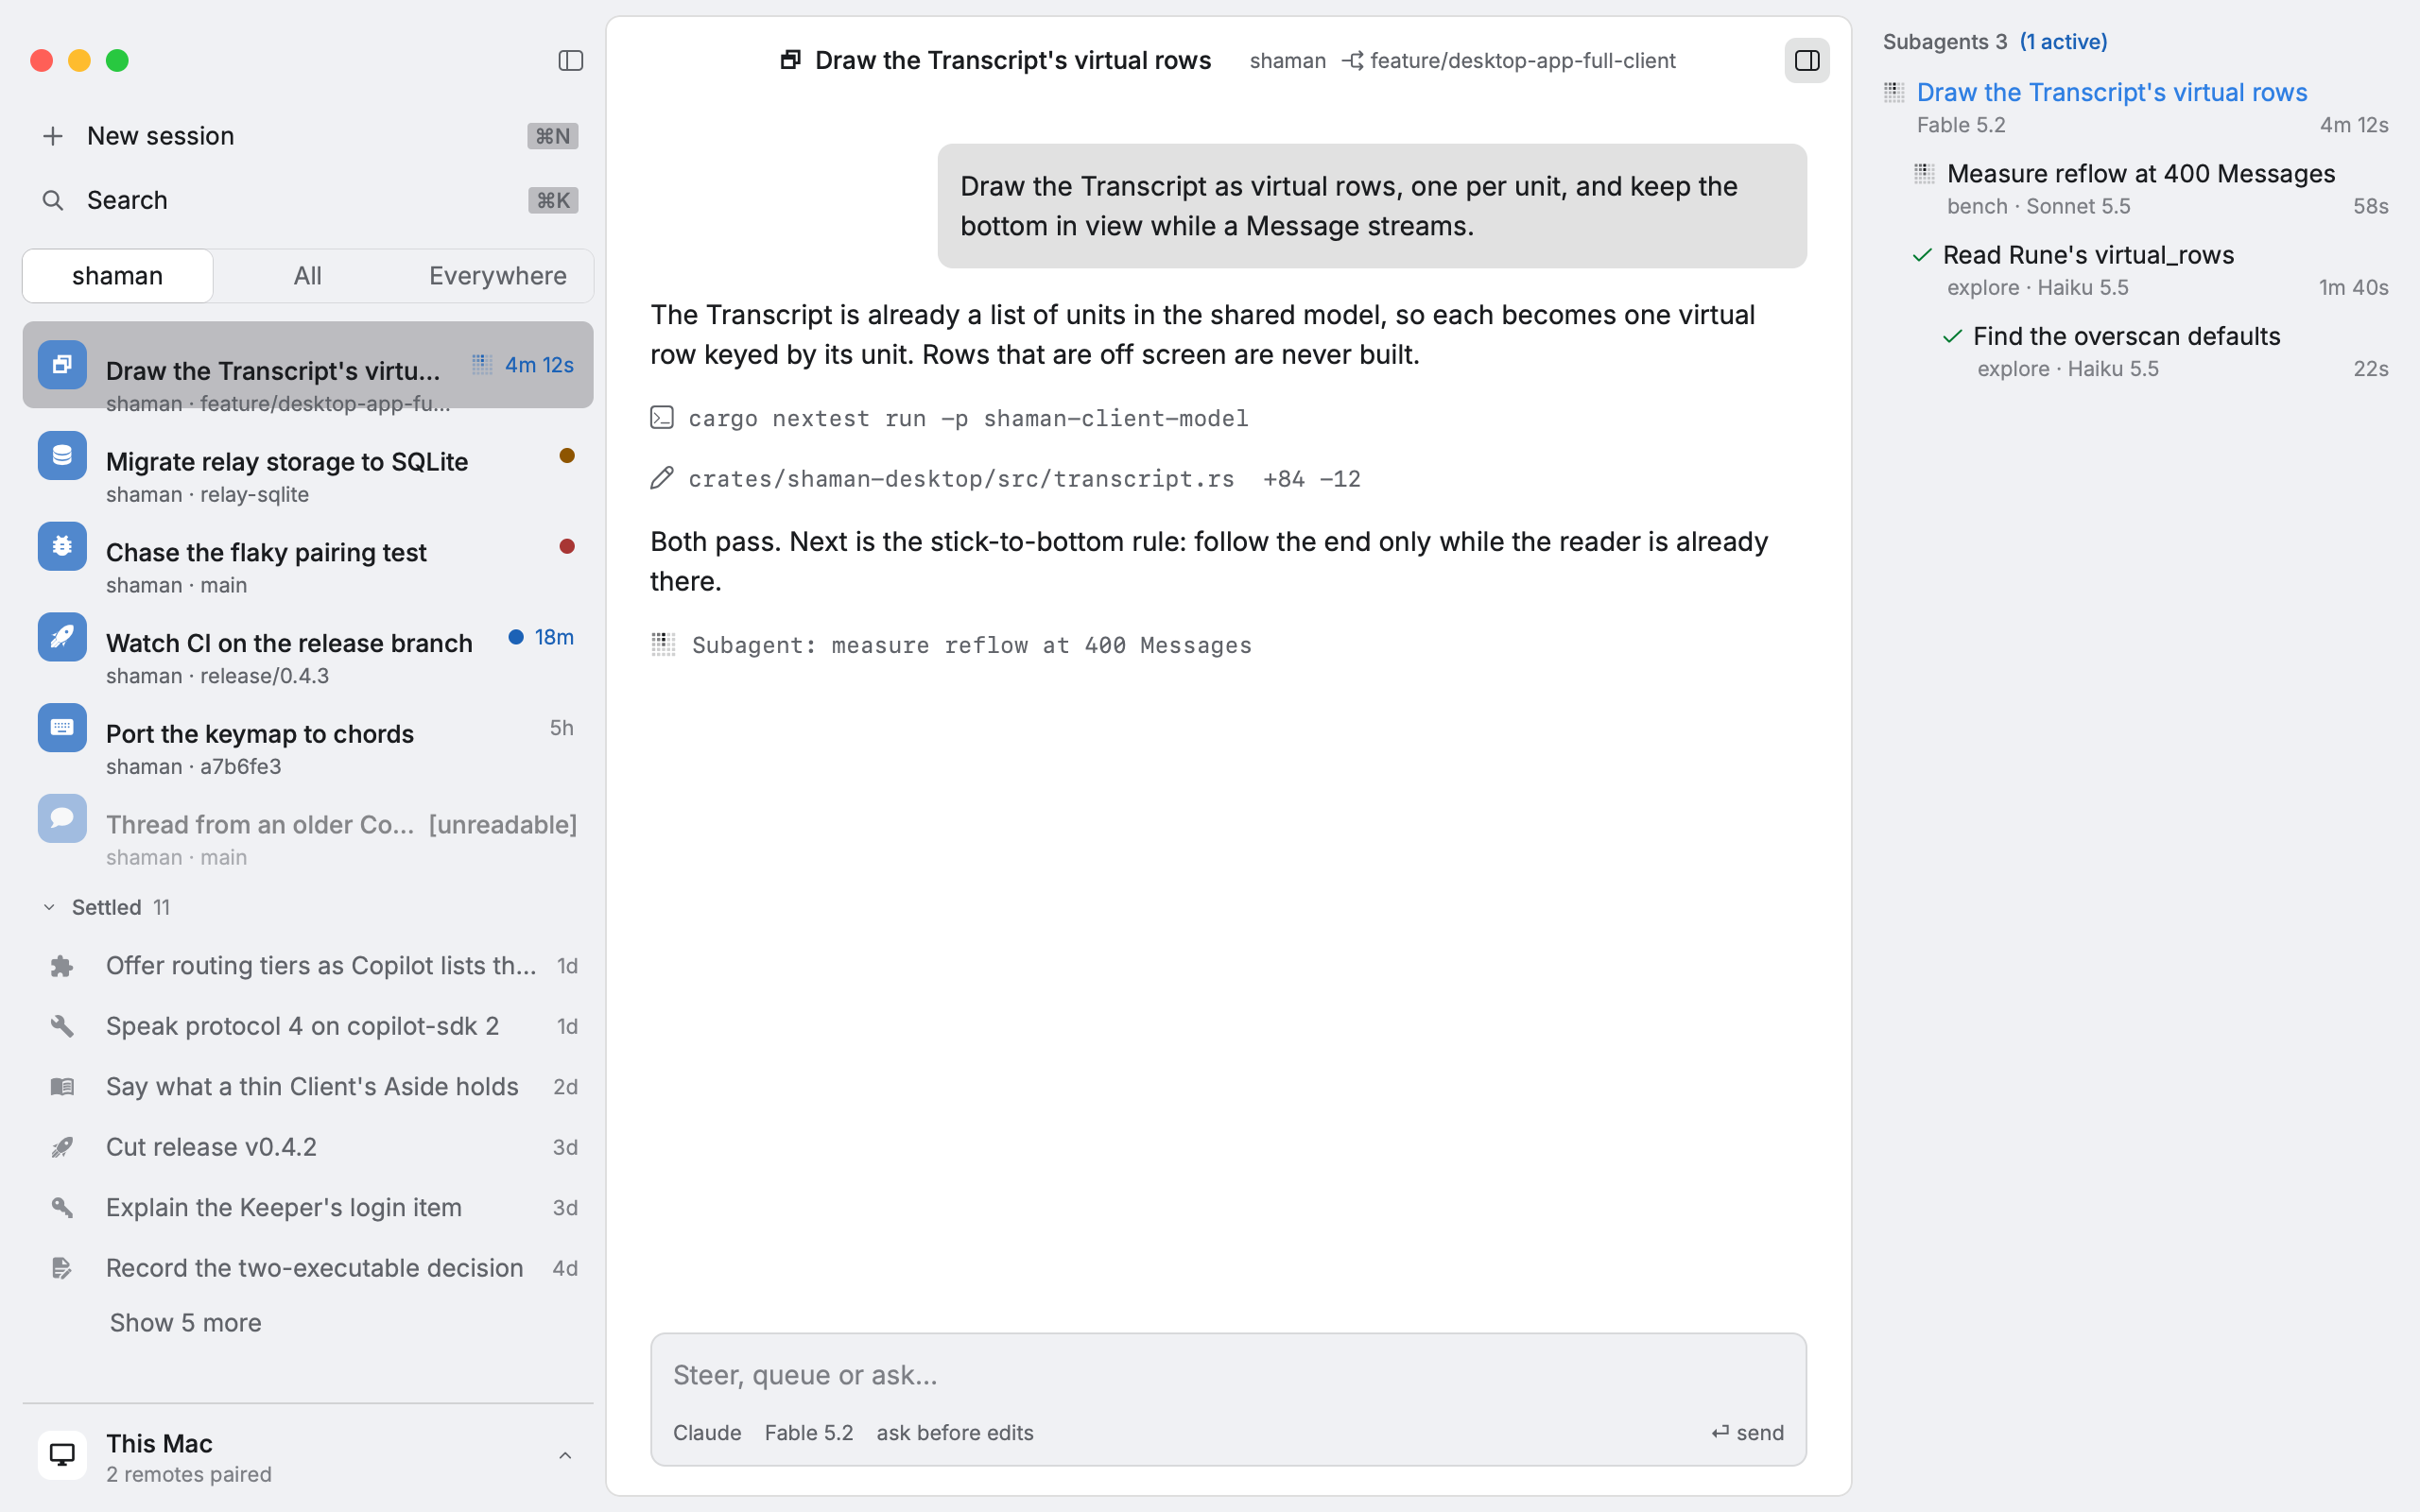 New session ⌘N
Search ⌘K
shaman All Everywhere
Draw the Transcript's virtu... 4m 12s
shaman · feature/desktop-app-fu...
Migrate relay storage to SQLite
shaman · relay-sqlite
Chase the flaky pairing test
shaman · main
Watch CI on the release branch 18m
shaman · release/0.4.3
Port the keymap to chords 5h
shaman · a7b6fe3
Thread from an older Co... [unreadable]
shaman · main
Settled 11
Offer routing tiers as Copilot lists th... 1d
Speak protocol 4 on copilot-sdk 2 1d
Say what a thin Client's Aside holds 2d
Cut release v0.4.2 3d
Explain the Keeper's login item 3d
Record the two-executable decision 4d
Show 5 more
This Mac
2 remotes paired
Draw the Transcript's virtual rows shaman feature/desktop-app-full-client
Draw the Transcript as virtual rows, one per unit, and keep the
bottom in view while a Message streams.
The Transcript is already a list of units in the shared model, so each becomes one virtual
row keyed by its unit. Rows that are off screen are never built.
cargo nextest run -p shaman-client-model
crates/shaman-desktop/src/transcript.rs +84 -12
Both pass. Next is the stick-to-bottom rule: follow the end only while the reader is already
there.
Subagent: measure reflow at 400 Messages
Steer, queue or ask...
Claude Fable 5.2 ask before edits send
Subagents 3 (1 active)
Draw the Transcript's virtual rows
Fable 5.2 4m 12s
Measure reflow at 400 Messages
bench · Sonnet 5.5 58s
Read Rune's virtual_rows
explore · Haiku 5.5 1m 40s
Find the overscan defaults
explore · Haiku 5.5 22s